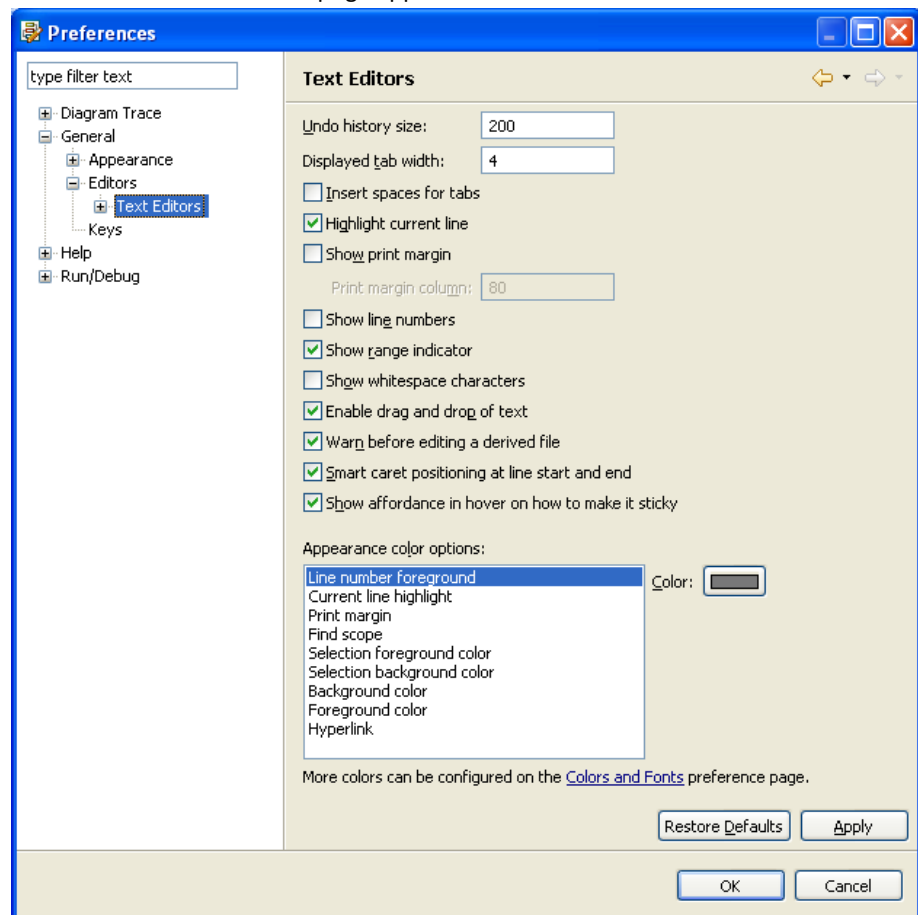 Preferences
type filter text
Diagram Trace
General
Appearance
Editors
Text Editors
Keys
Help
Run/Debug
Text Editors
Undo history size: 200
Displayed tab width: 4
Insert spaces for tabs
Highlight current line
Show print margin
Print margin column: 80
Show line numbers
Show range indicator
Show whitespace characters
Enable drag and drop of text
Warn before editing a derived file
Smart caret positioning at line start and end
Show affordance in hover on how to make it sticky
Appearance color options:
Line number foreground
Current line highlight
Print margin
Find scope
Selection foreground color
Selection background color
Background color
Foreground color
Hyperlink
Color:
More colors can be configured on the Colors and Fonts preference page.
Restore Defaults Apply
OK Cancel